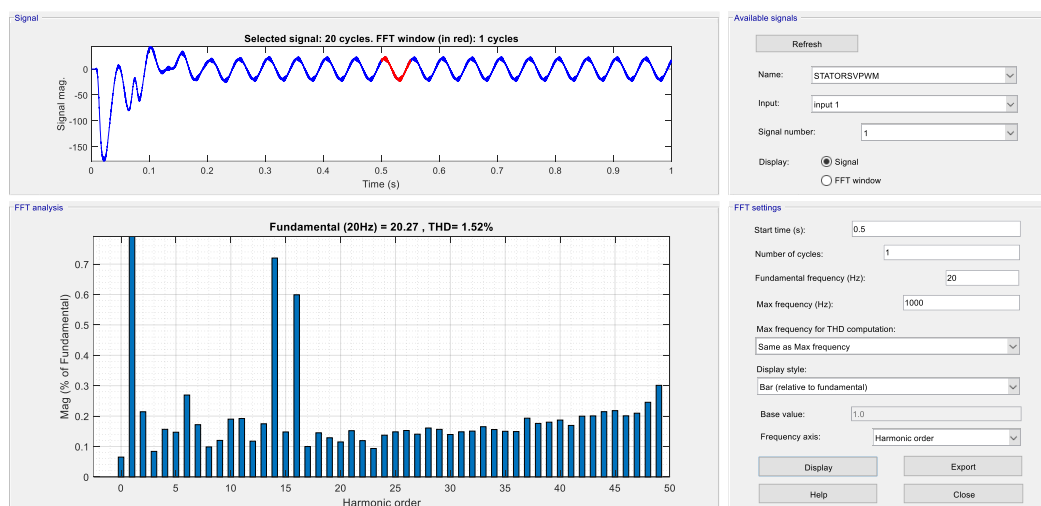 Signal
Selected signal: 20 cycles. FFT window (in red): 1 cycles
Signal mag.
0
-50
-100
-150
0 0.1 0.2 0.3 0.4 0.5 0.6 0.7 0.8 0.9 1
Time (s)
FFT analysis
Fundamental (20Hz) = 20.27 , THD= 1.52%
Mag (% of Fundamental)
0.7
0.6
0.5
0.4
0.3
0.2
0.1
0
0 5 10 15 20 25 30 35 40 45 50
Harmonic order
Available signals
Refresh
Name: STATORSVPWM
Input: input 1
Signal number: 1
Display: Signal
FFT window
FFT settings
Start time (s): 0.5
Number of cycles: 1
Fundamental frequency (Hz): 20
Max frequency (Hz): 1000
Max frequency for THD computation:
Same as Max frequency
Display style:
Bar (relative to fundamental)
Base value: 1.0
Frequency axis: Harmonic order
Display Export
Help Close